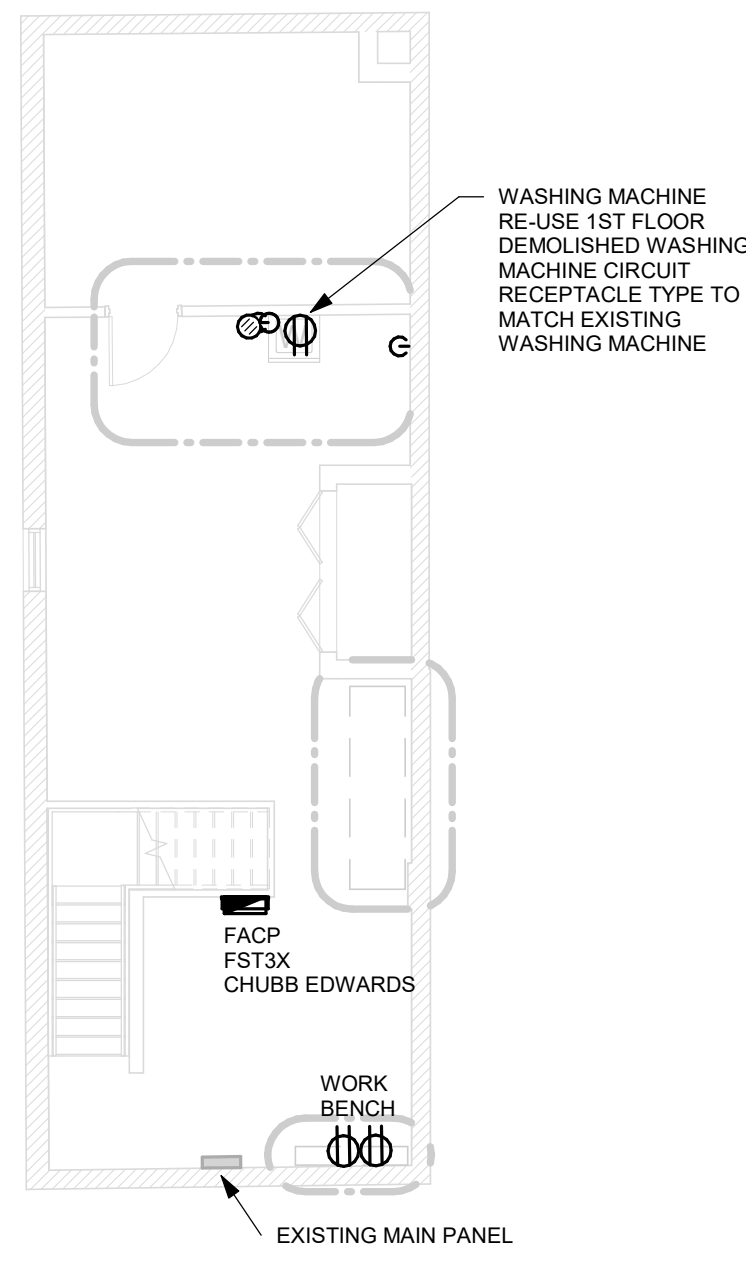 WASHING MACHINE
RE-USE 1ST FLOOR
DEMOLISHED WASHING
MACHINE CIRCUIT
RECEPTACLE TYPE TO
MATCH EXISTING
WASHING MACHINE
W
FACP
FST3X
CHUBB EDWARDS
WORK
BENCH
EXISTING MAIN PANEL